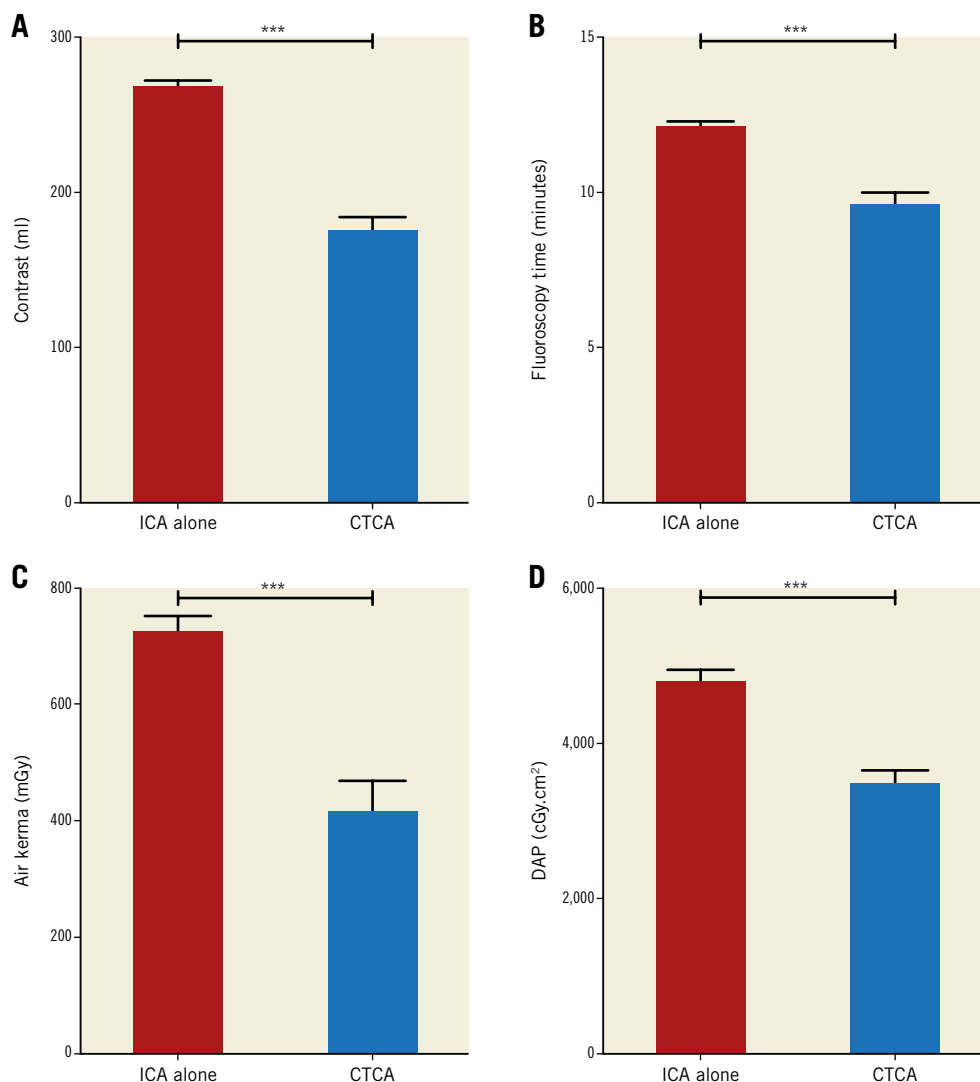 A
***
300
200
100
0
Contrast (ml)
ICA alone
CTCA
B
***
15
10
5
0
Fluoroscopy time (minutes)
ICA alone
CTCA
C
***
800
600
400
200
0
Air kerma (mGy)
ICA alone
CTCA
D
***
6,000
4,000
2,000
0
DAP (cGy.cm²)
ICA alone
CTCA